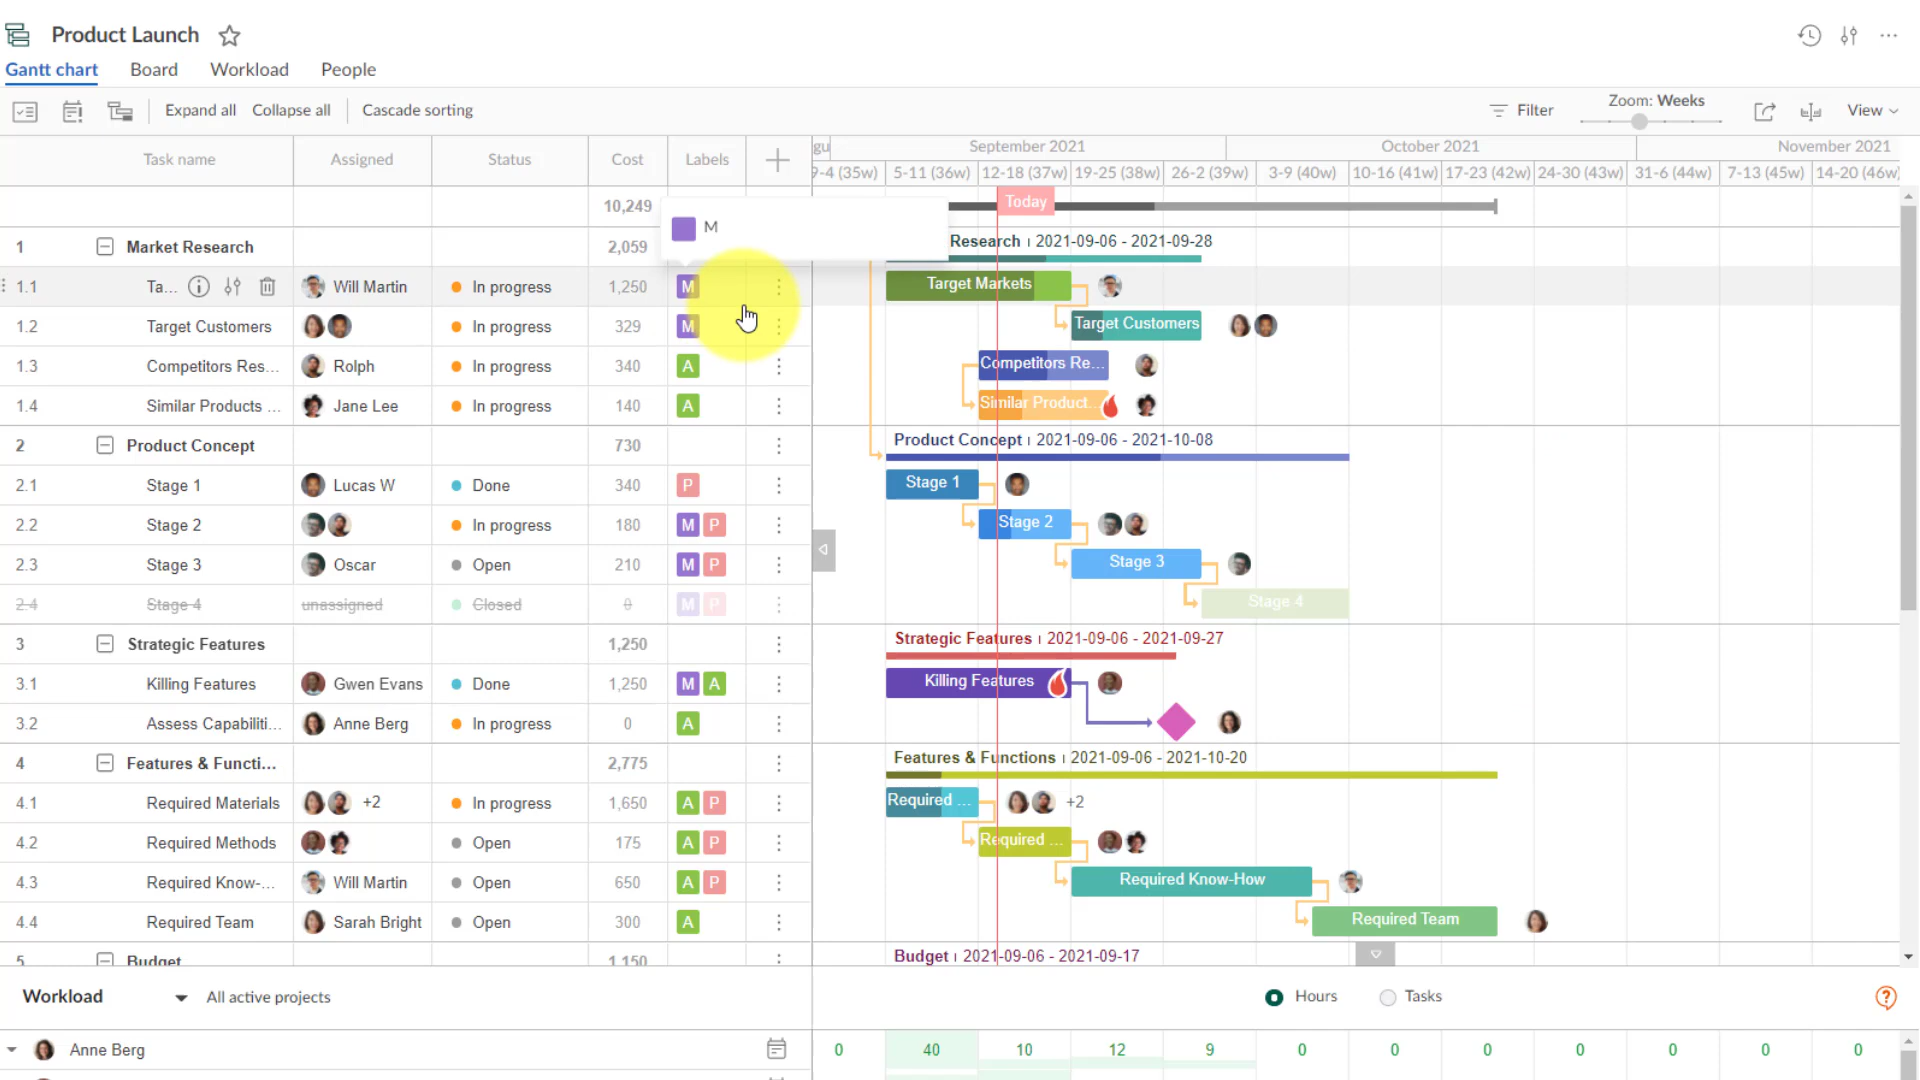 Product Launch
Gantt chart Board Workload People
Expand all Collapse all Cascade sorting Filter Zoom: Weeks View
Task name Assigned Status Cost Labels
gu September 2021 October 2021 November 2021
9-4 (35w) 5-11 (36w) 12-18 (37w) 19-25 (38w) 26-2 (39w) 3-9 (40w) 10-16 (41w) 17-23 (42w) 24-30 (43w) 31-6 (44w) 7-13 (45w) 14-20 (46w)
10,249 Today
M
1 Market Research 2,059 Research 2021-09-06 - 2021-09-28
1.1 Ta... Will Martin In progress 1,250 M Target Markets
1.2 Target Customers In progress 329 M Target Customers
1.3 Competitors Res... Rolph In progress 340 A Competitors Re...
1.4 Similar Products ... Jane Lee In progress 140 A Similar Product...
2 Product Concept 730 Product Concept 2021-09-06 - 2021-10-08
2.1 Stage 1 Lucas W Done 340 P Stage 1
2.2 Stage 2 In progress 180 M P Stage 2
2.3 Stage 3 Oscar Open 210 M P Stage 3
2.4 Stage 4 unassigned Closed 0 M P Stage 4
3 Strategic Features 1,250 Strategic Features 2021-09-06 - 2021-09-27
3.1 Killing Features Gwen Evans Done 1,250 M A Killing Features
3.2 Assess Capabiliti... Anne Berg In progress 0 A
4 Features & Functi... 2,775 Features & Functions 2021-09-06 - 2021-10-20
4.1 Required Materials +2 In progress 1,650 A P Required ... +2
4.2 Required Methods Open 175 A P Required ...
4.3 Required Know-... Will Martin Open 650 A P Required Know-How
4.4 Required Team Sarah Bright Open 300 A Required Team
5 Budget 1,150 Budget 2021-09-06 - 2021-09-17
Workload All active projects Hours Tasks
Anne Berg 0 40 10 12 9 0 0 0 0 0 0 0